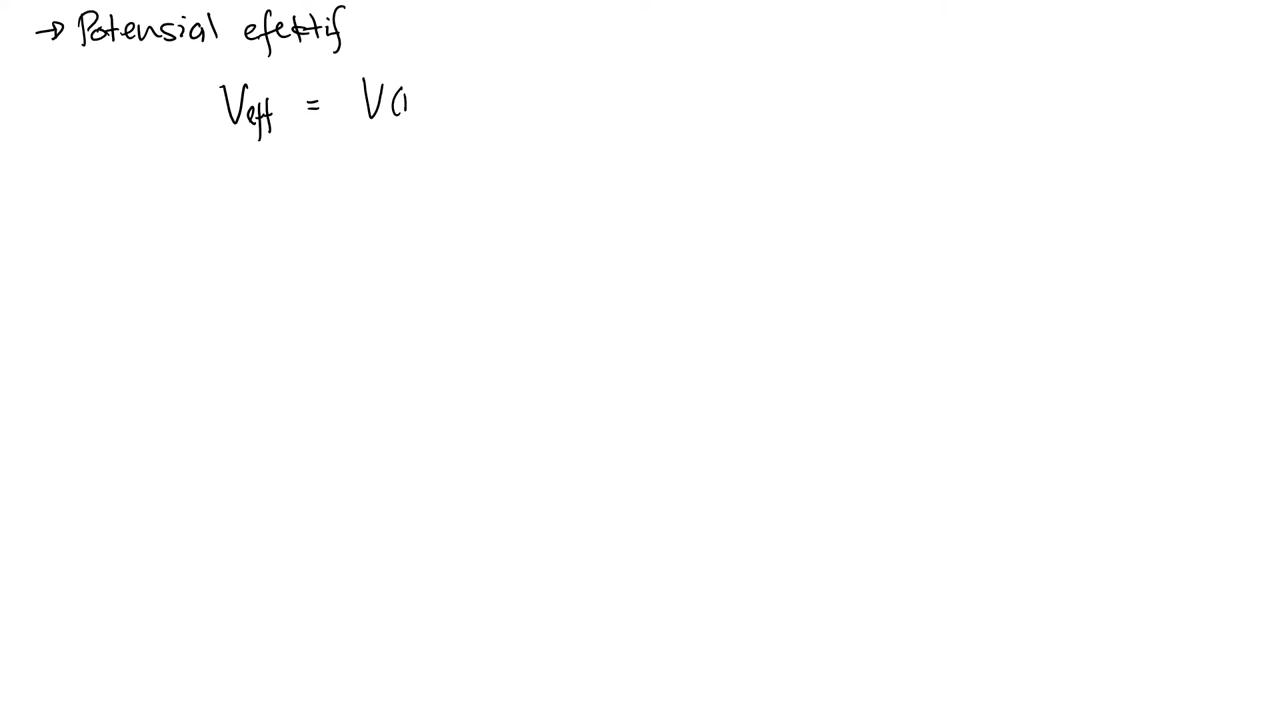 → Potensial efektif
V_eff = V(